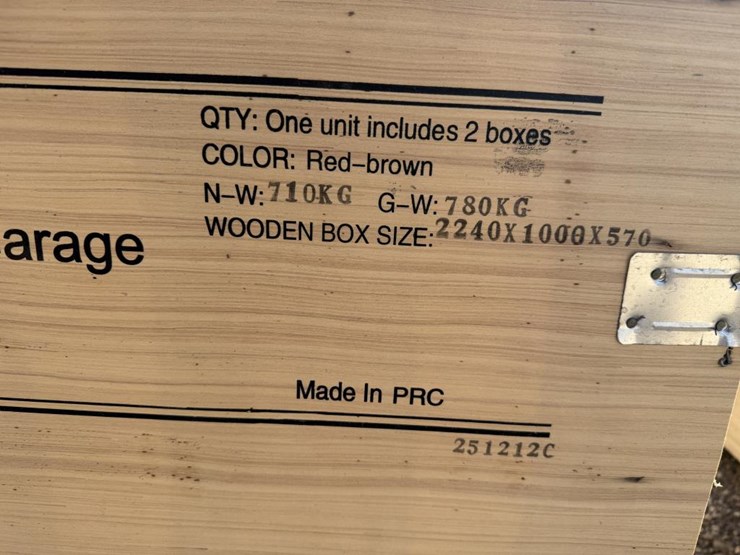 QTY: One unit includes 2 boxes
COLOR: Red-brown
N-W: 710KG G-W: 780KG
WOODEN BOX SIZE: 2240X1000X570
arage
Made In PRC
251212C